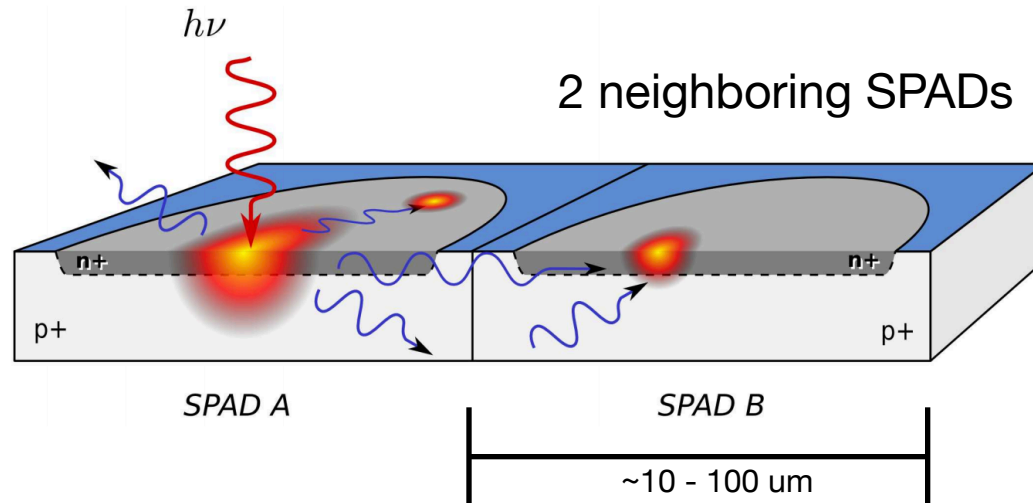 hν
2 neighboring SPADs
n+
n+
p+
p+
SPAD A
SPAD B
~10 - 100 um